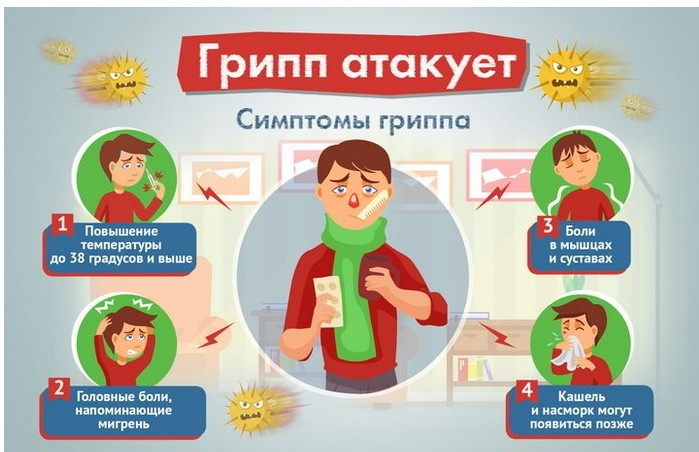 Грипп атакует
Симптомы гриппа
1
Повышение
температуры
до 38 градусов и выше
2
Головные боли,
напоминающие
мигрень
3
Боли
в мышцах
и суставах
4
Кашель
и насморк могут
появиться позже